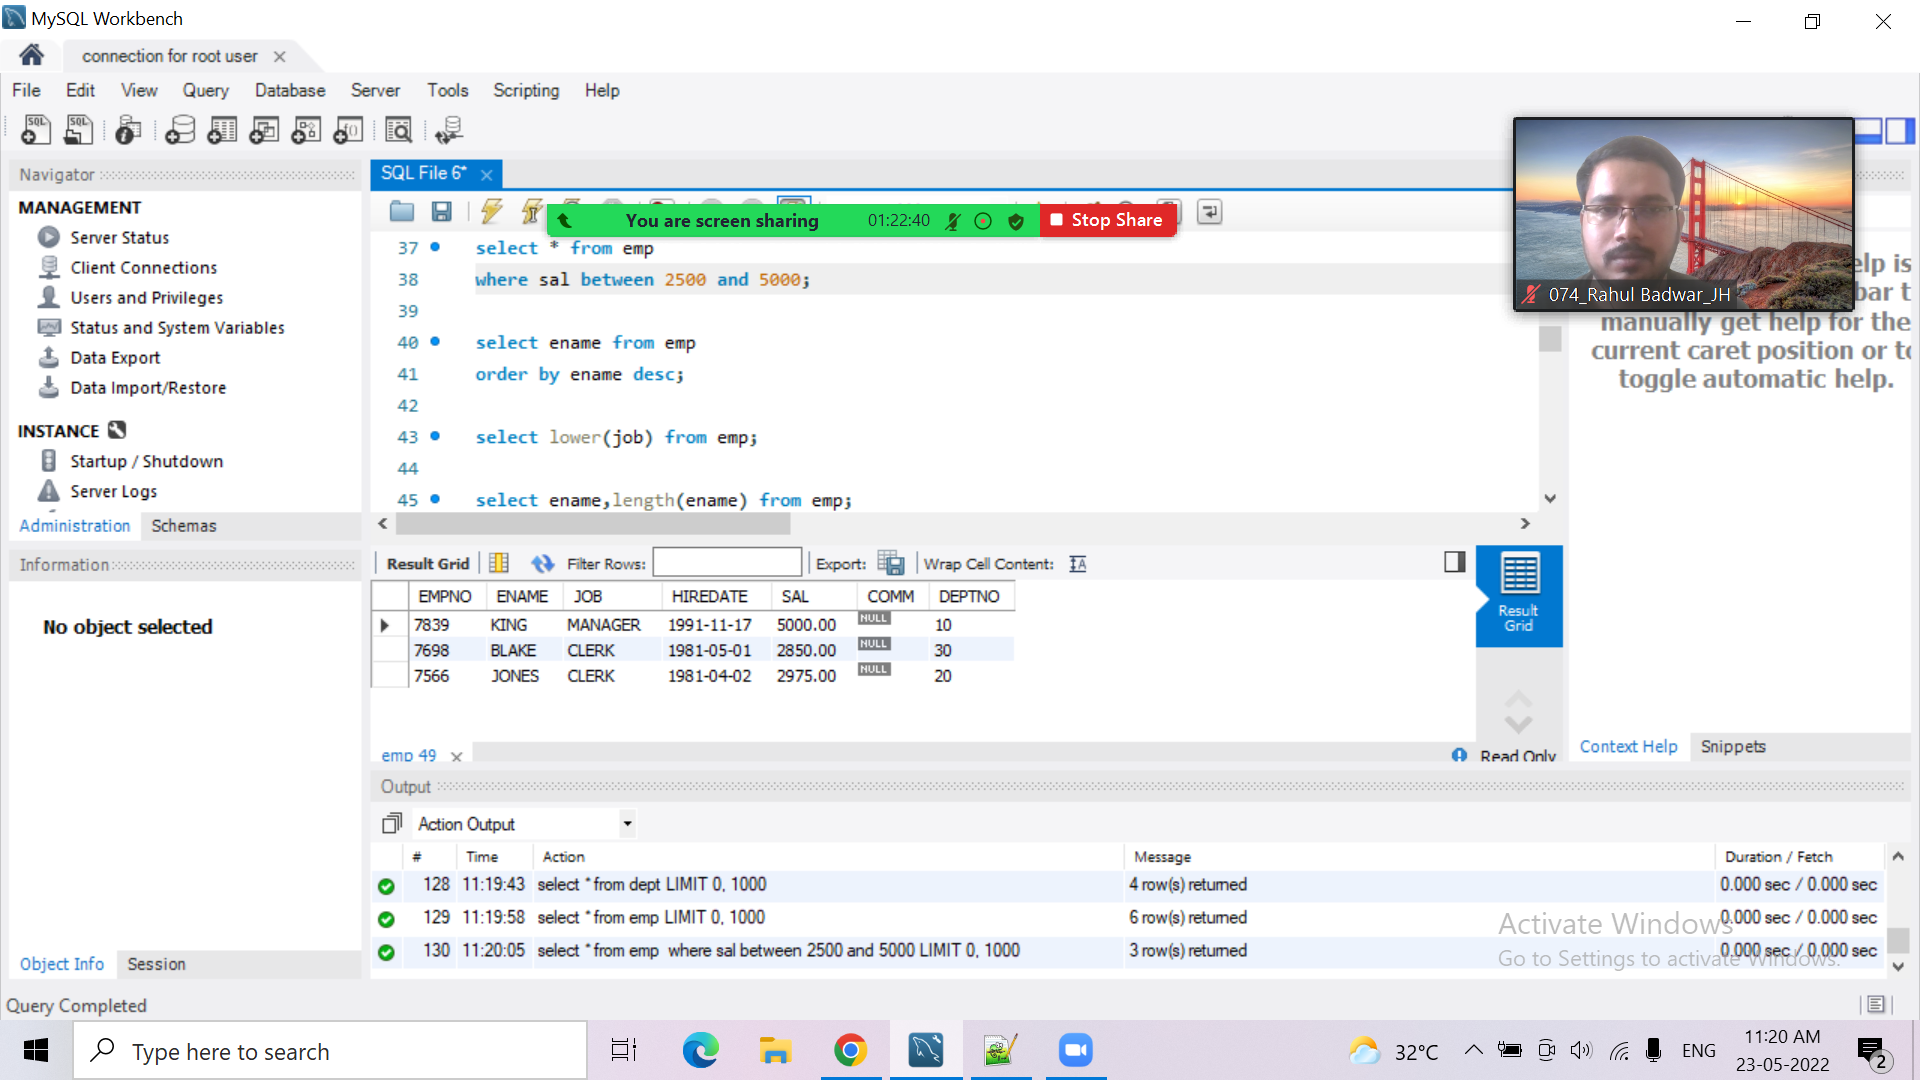 MySQL Workbench
connection for root user
File Edit View Query Database Server Tools Scripting Help
Navigator
MANAGEMENT
Server Status
Client Connections
Users and Privileges
Status and System Variables
Data Export
Data Import/Restore
INSTANCE
Startup / Shutdown
Server Logs
Administration Schemas
Information
No object selected
Object Info Session
Query Completed
SQL File 6*
You are screen sharing 01:22:40 Stop Share
37 select * from emp
38 where sal between 2500 and 5000;
39
40 select ename from emp
41 order by ename desc;
42
43 select lower(job) from emp;
44
45 select ename,length(ename) from emp;
074_Rahul Badwar_JH
elp is
bar t
manually get help for the
current caret position or to
toggle automatic help.
Result Grid Filter Rows: Export: Wrap Cell Content:
EMPNO ENAME JOB HIREDATE SAL COMM DEPTNO
7839 KING MANAGER 1991-11-17 5000.00 NULL 10
7698 BLAKE CLERK 1981-05-01 2850.00 NULL 30
7566 JONES CLERK 1981-04-02 2975.00 NULL 20
Result
Grid
emp 49
Read Only
Context Help Snippets
Output
Action Output
# Time Action Message Duration / Fetch
128 11:19:43 select * from dept LIMIT 0, 1000 4 row(s) returned 0.000 sec / 0.000 sec
129 11:19:58 select * from emp LIMIT 0, 1000 6 row(s) returned 0.000 sec / 0.000 sec
130 11:20:05 select * from emp where sal between 2500 and 5000 LIMIT 0, 1000 3 row(s) returned 0.000 sec / 0.000 sec
Activate Windows
Go to Settings to activate Windows.
Type here to search
32°C
ENG
11:20 AM
23-05-2022
2